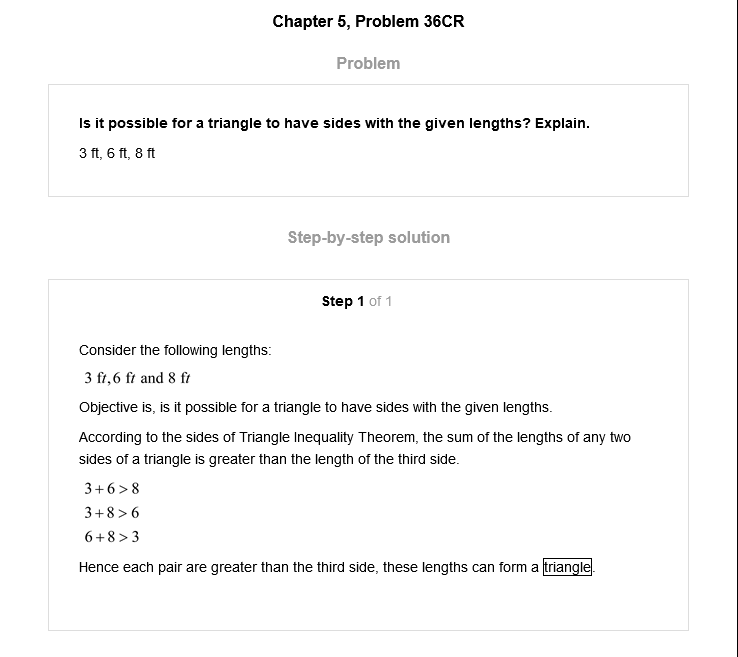 Chapter 5, Problem 36CR
Problem
Is it possible for a triangle to have sides with the given lengths? Explain.
3 ft, 6 ft, 8 ft
Step-by-step solution
Step 1 of 1
Consider the following lengths:
3 ft,6 ft and 8 ft
Objective is, is it possible for a triangle to have sides with the given lengths.
According to the sides of Triangle Inequality Theorem, the sum of the lengths of any two
sides of a triangle is greater than the length of the third side.
3+6>8
3+8>6
6+8>3
Hence each pair are greater than the third side, these lengths can form a triangle.